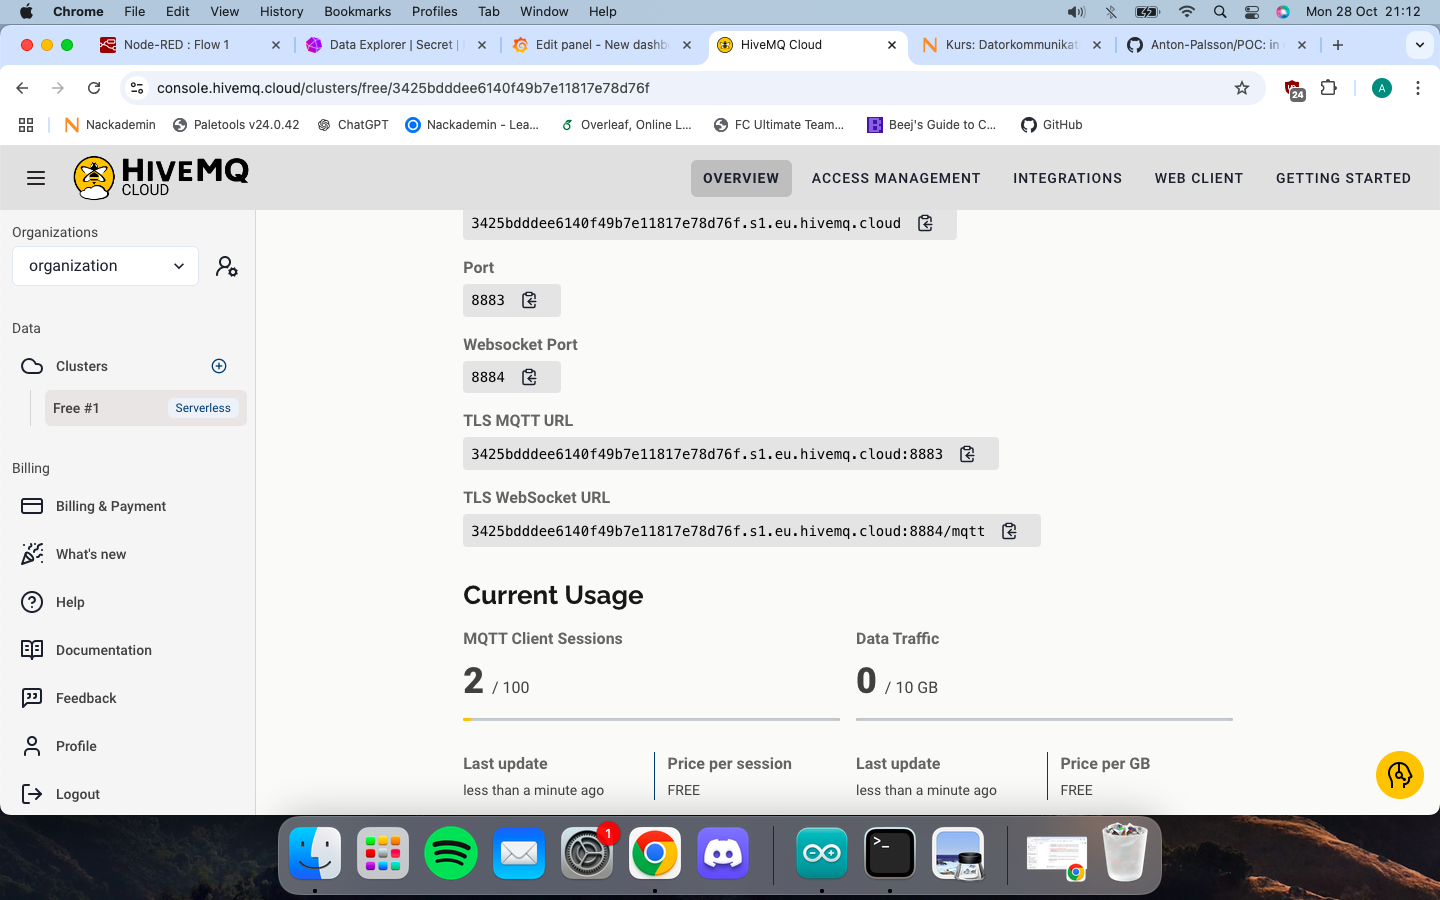 Chrome File Edit View History Bookmarks Profiles Tab Window Help Mon 28 Oct 21:12
Node-RED : Flow 1 Data Explorer | Secret | Edit panel - New dashb HiveMQ Cloud Kurs: Datorkommunikat Anton-Palsson/POC: in
console.hivemq.cloud/clusters/free/3425bdddee6140f49b7e11817e78d76f 24 A
Nackademin Paletools v24.0.42 ChatGPT Nackademin - Lea... Overleaf, Online L... FC Ultimate Team... Beej's Guide to C... GitHub
HIVEMQ
CLOUD
OVERVIEW ACCESS MANAGEMENT INTEGRATIONS WEB CLIENT GETTING STARTED
Organizations
organization
Data
Clusters
Free #1 Serverless
Billing
Billing & Payment
What's new
Help
Documentation
Feedback
Profile
Logout
3425bdddee6140f49b7e11817e78d76f.s1.eu.hivemq.cloud
Port
8883
Websocket Port
8884
TLS MQTT URL
3425bdddee6140f49b7e11817e78d76f.s1.eu.hivemq.cloud:8883
TLS WebSocket URL
3425bdddee6140f49b7e11817e78d76f.s1.eu.hivemq.cloud:8884/mqtt
Current Usage
MQTT Client Sessions
2 / 100
Last update
less than a minute ago
Price per session
FREE
Data Traffic
0 / 10 GB
Last update
less than a minute ago
Price per GB
FREE
1
>_